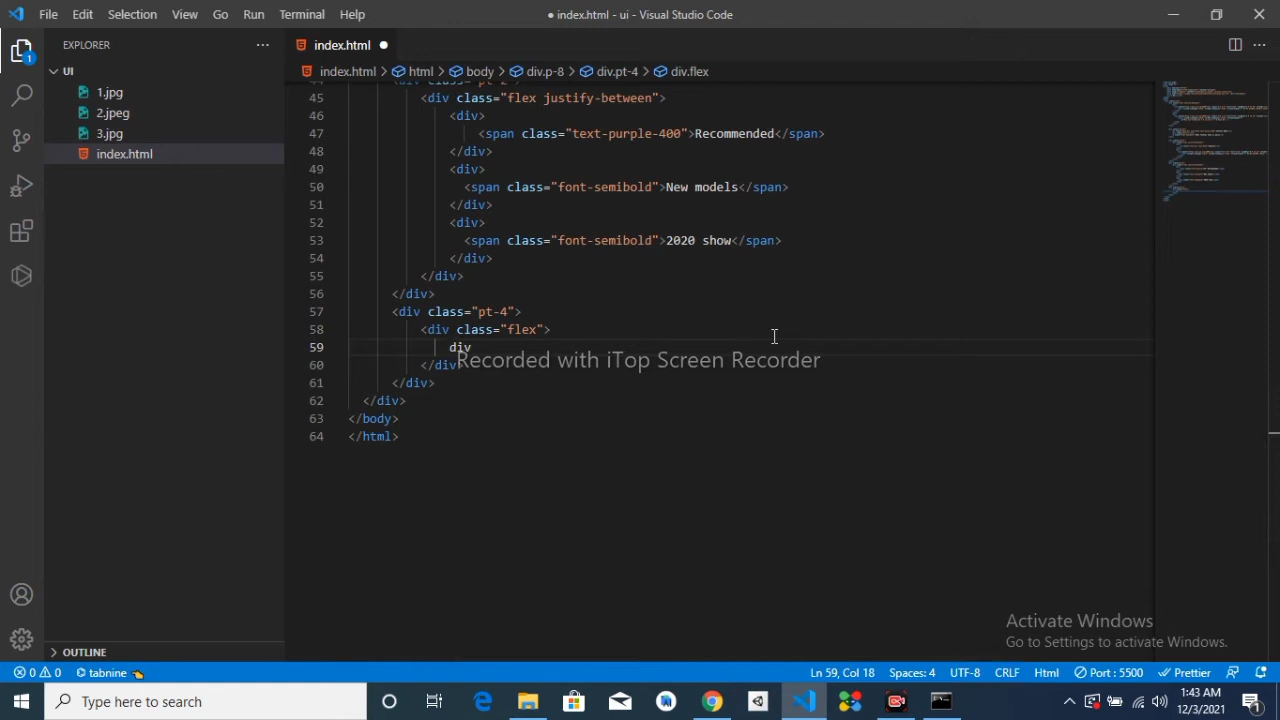 File Edit Selection View Go Run Terminal Help
● index.html - ui - Visual Studio Code
EXPLORER
index.html
UI
1.jpg
2.jpeg
3.jpg
index.html
index.html > html > body > div.p-8 > div.pt-4 > div.flex
45 <div class="flex justify-between">
46 <div>
47 <span class="text-purple-400">Recommended</span>
48 </div>
49 <div>
50 <span class="font-semibold">New models</span>
51 </div>
52 <div>
53 <span class="font-semibold">2020 show</span>
54 </div>
55 </div>
56 </div>
57 <div class="pt-4">
58 <div class="flex">
59 div
Recorded with iTop Screen Recorder
60 </div>
61 </div>
62 </div>
63 </body>
64 </html>
Activate Windows
Go to Settings to activate Windows.
OUTLINE
0 0 tabnine
Ln 59, Col 18 Spaces: 4 UTF-8 CRLF Html Port : 5500 Prettier
Type here to search
1:43 AM
12/3/2021